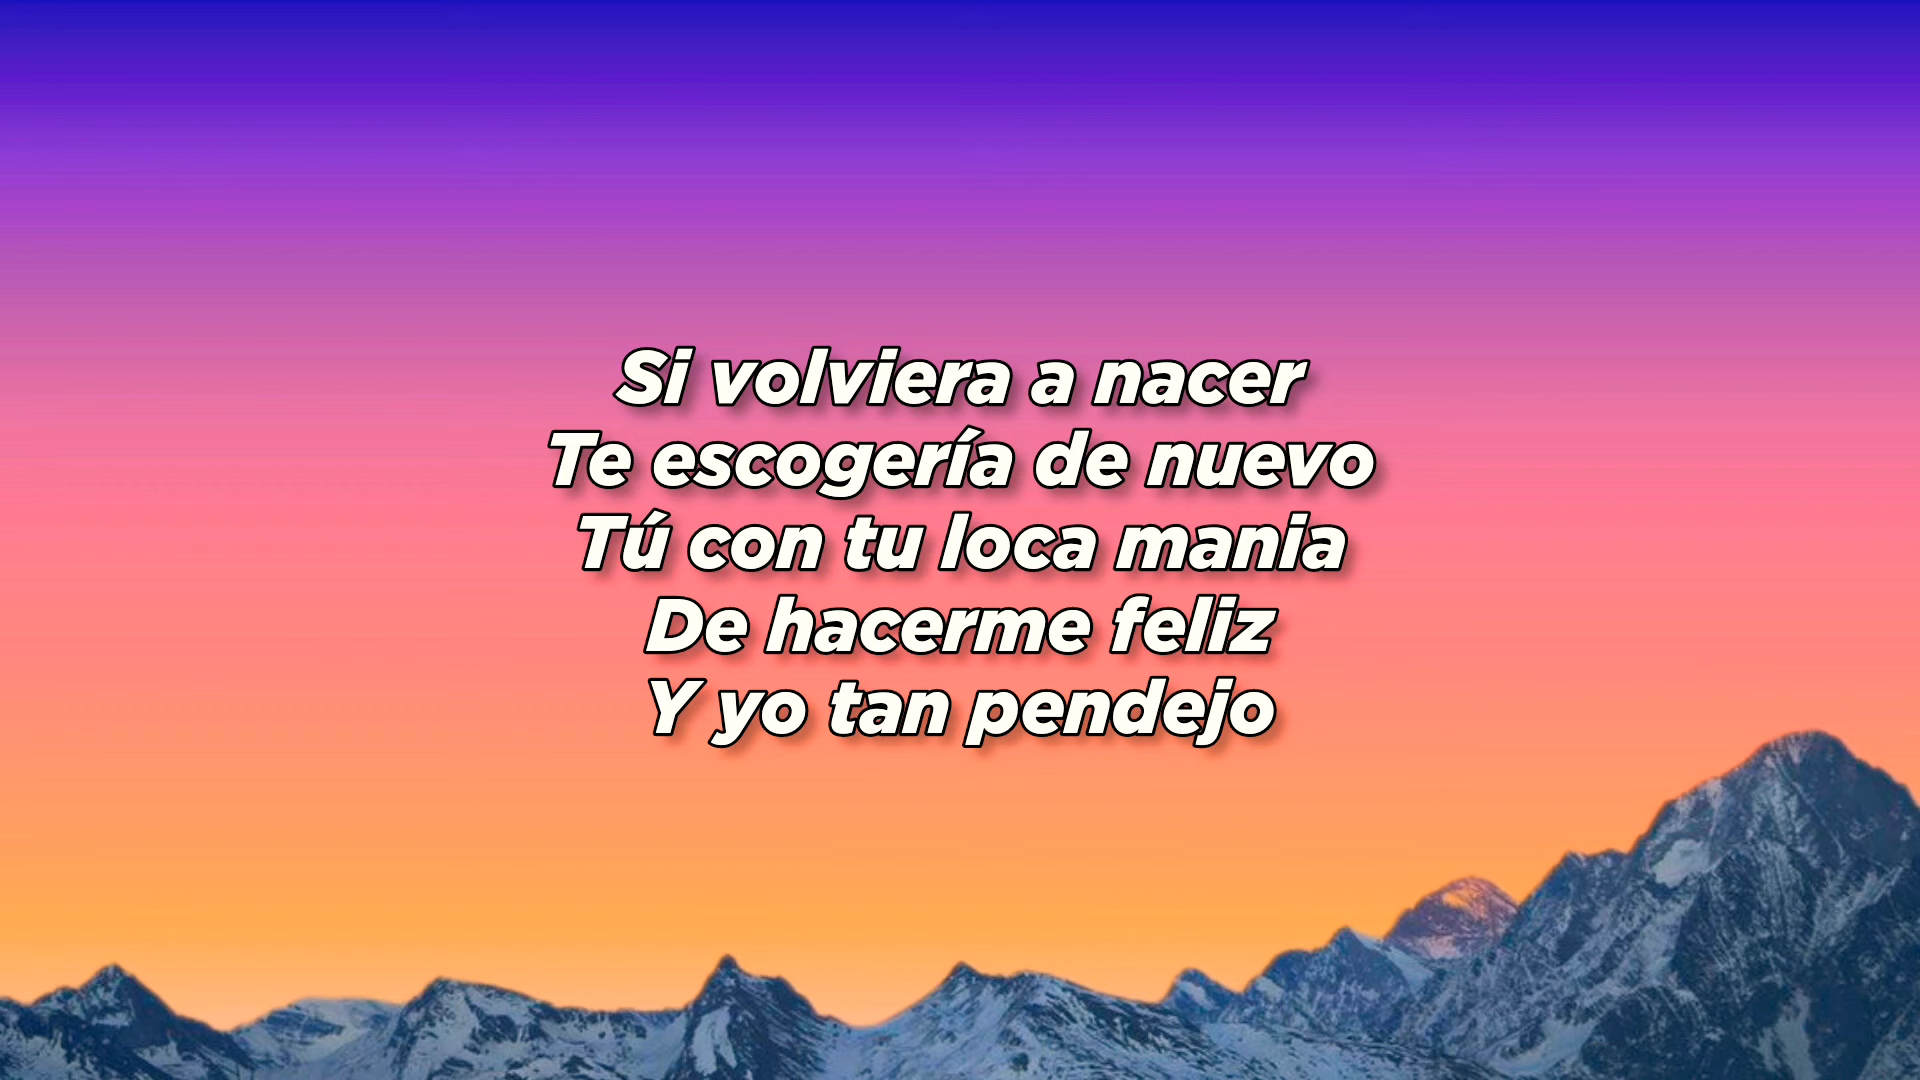 Si volviera a nacer
Te escogería de nuevo
Tú con tu loca mania
De hacerme feliz
Y yo tan pendejo